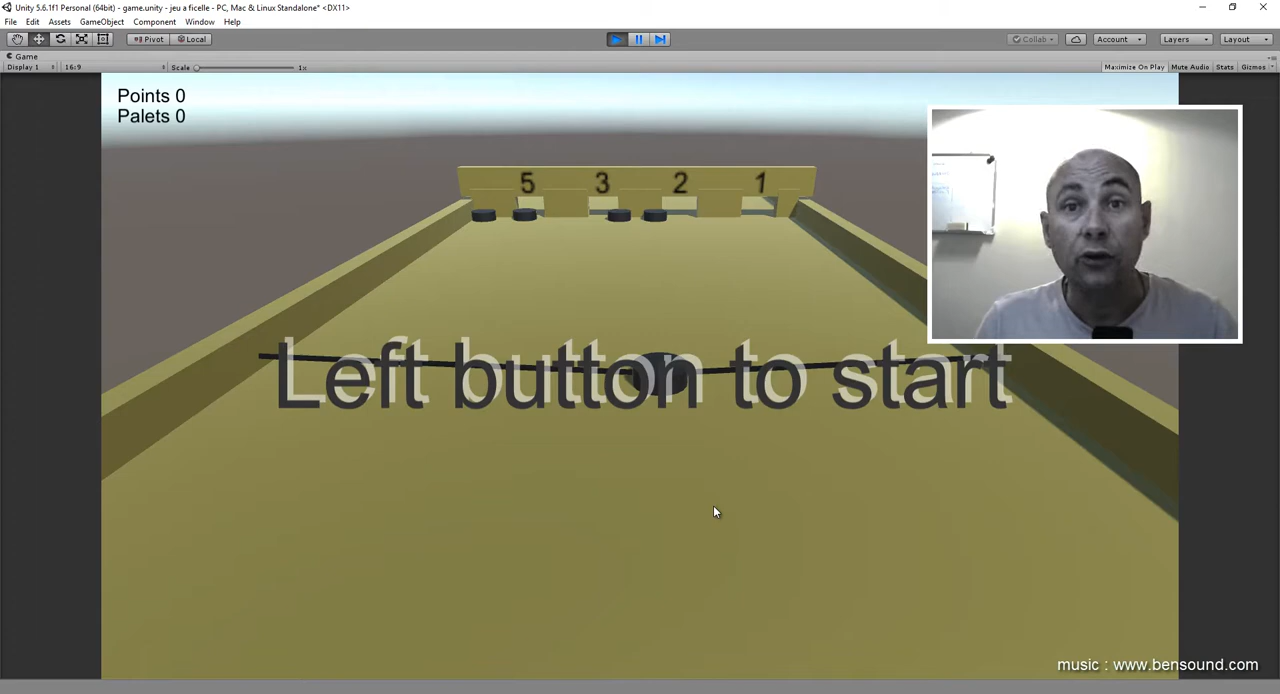 Unity 5.6.1f1 Personal (64bit) - game.unity - jeu a ficelle - PC, Mac & Linux Standalone* <DX11>
File Edit Assets GameObject Component Window Help
Pivot Local Collab Account Layers Layout
Game
Display 1 16:9 Scale 1x Maximize On Play Mute Audio Stats Gizmos
Points 0
Palets 0
5 3 2 1
Left button to start
music : www.bensound.com